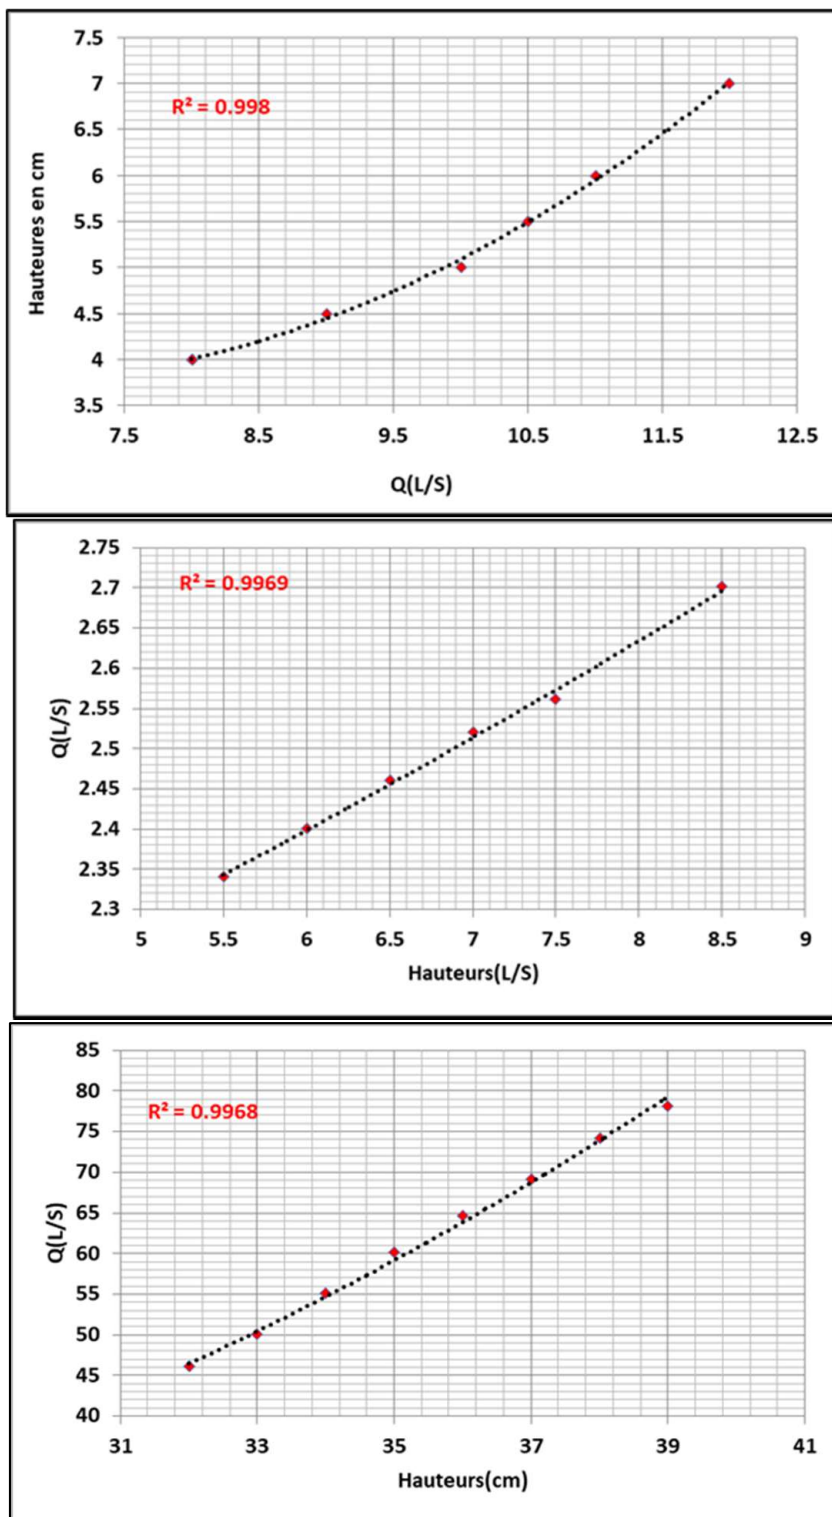 7.5
R² = 0.998
7
6.5
6
5.5
5
4.5
4
3.5
Hauteures en cm
7.5 8.5 9.5 10.5 11.5 12.5
Q(L/S)
2.75
R² = 0.9969
2.7
2.65
2.6
2.55
2.5
2.45
2.4
2.35
2.3
Q(L/S)
5 5.5 6 6.5 7 7.5 8 8.5 9
Hauteurs(L/S)
85
80
R² = 0.9968
75
70
65
60
55
50
45
40
Q(L/S)
31 33 35 37 39 41
Hauteurs(cm)